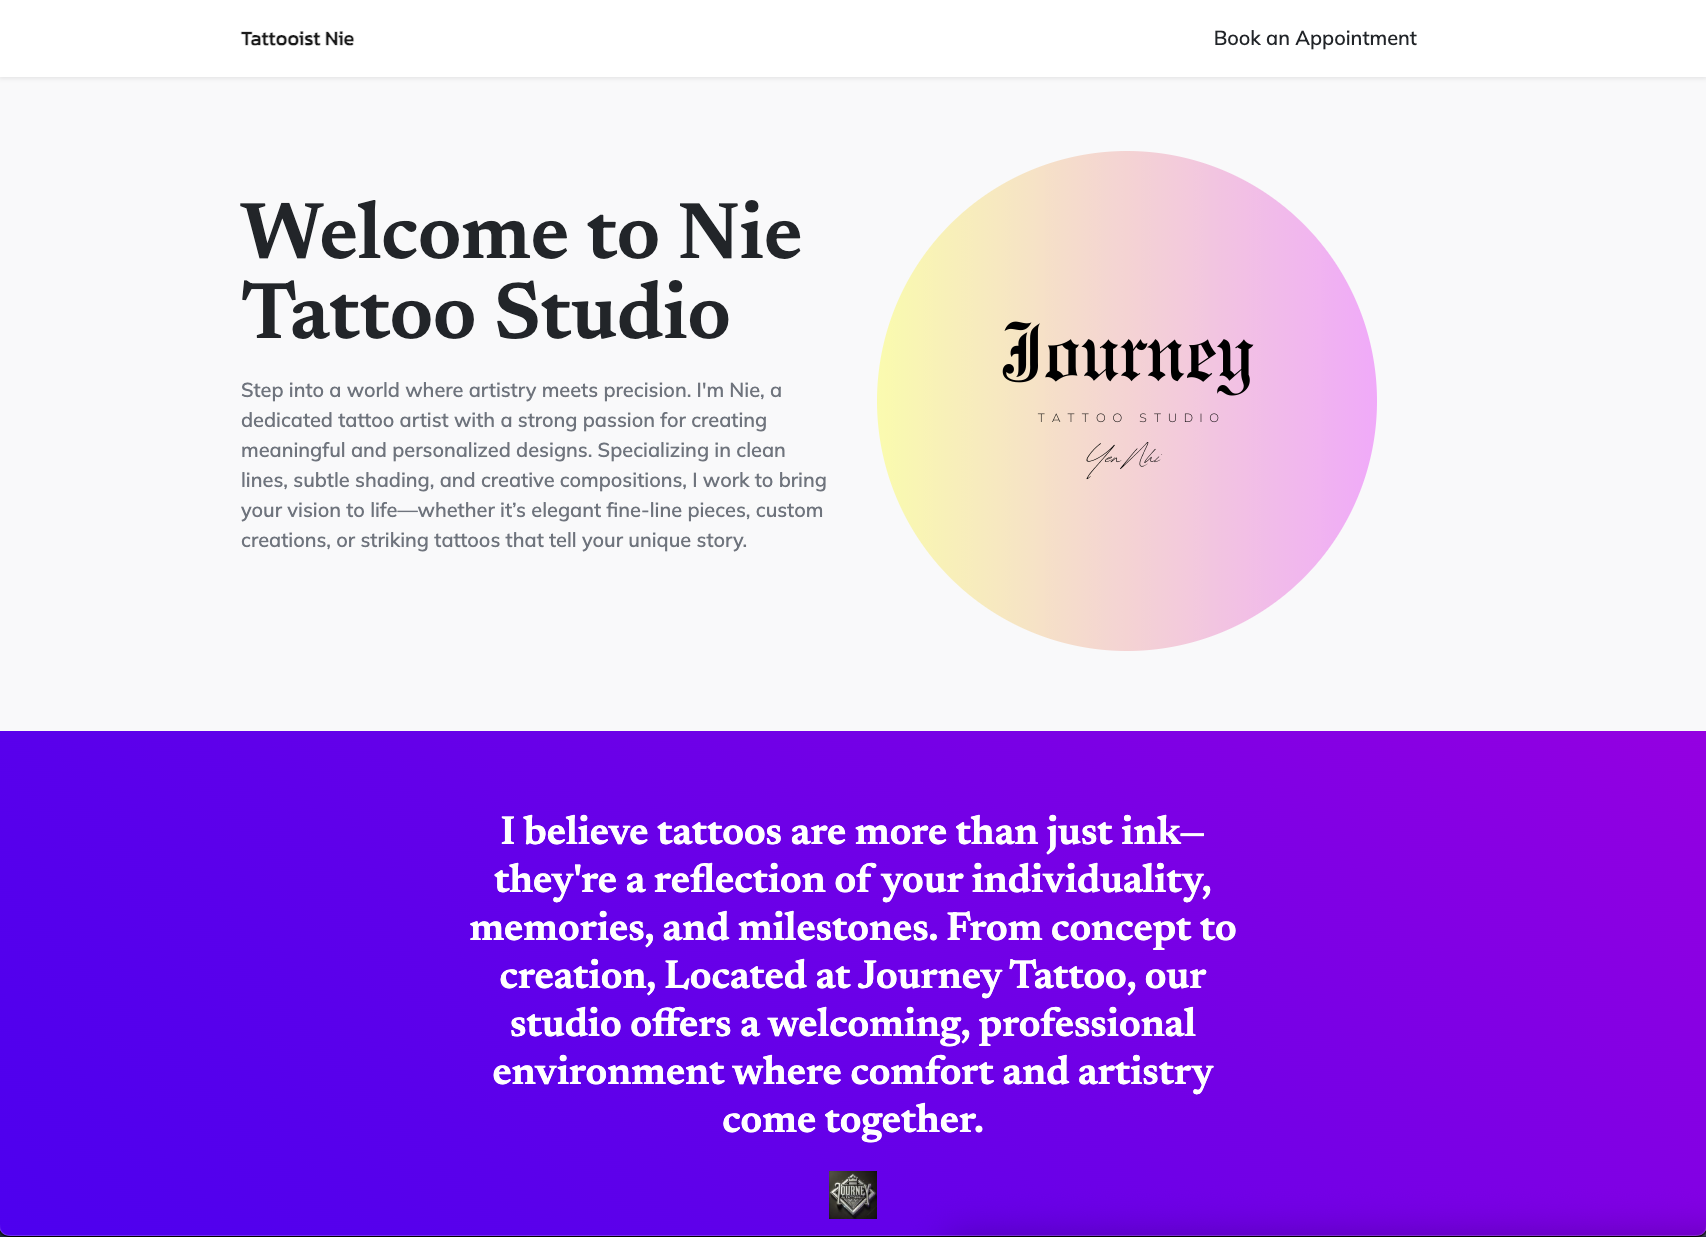 Tattooist Nie
Book an Appointment
Welcome to Nie
Tattoo Studio
Step into a world where artistry meets precision. I'm Nie, a
dedicated tattoo artist with a strong passion for creating
meaningful and personalized designs. Specializing in clean
lines, subtle shading, and creative compositions, I work to bring
your vision to life—whether it’s elegant fine-line pieces, custom
creations, or striking tattoos that tell your unique story.
Journey
TATTOO STUDIO
Yen Nhi
I believe tattoos are more than just ink—
they're a reflection of your individuality,
memories, and milestones. From concept to
creation, Located at Journey Tattoo, our
studio offers a welcoming, professional
environment where comfort and artistry
come together.
JOURNEY